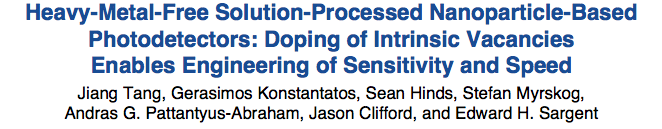 Heavy-Metal-Free Solution-Processed Nanoparticle-Based
Photodetectors: Doping of Intrinsic Vacancies
Enables Engineering of Sensitivity and Speed
Jiang Tang, Gerasimos Konstantatos, Sean Hinds, Stefan Myrskog,
Andras G. Pattantyus-Abraham, Jason Clifford, and Edward H. Sargent